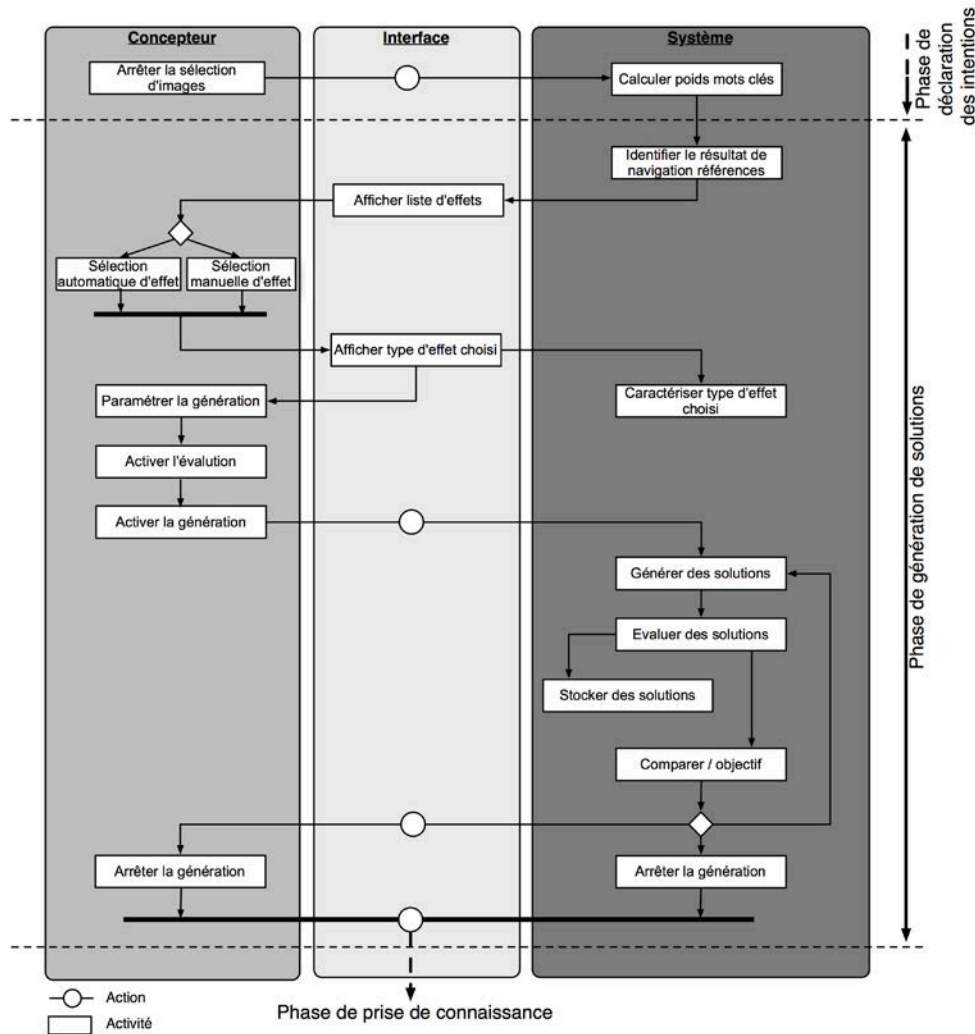 Concepteur
Interface
Système
Arrêter la sélection
d'images
Calculer poids mots clés
Phase de
déclaration
des intentions
Identifier le résultat de
navigation références
Afficher liste d'effets
Sélection
automatique d'effet
Sélection
manuelle d'effet
Afficher type d'effet choisi
Caractériser type d'effet
choisi
Paramétrer la génération
Activer l'évaluation
Activer la génération
Phase de génération de solutions
Générer des solutions
Evaluer des solutions
Stocker des solutions
Comparer / objectif
Arrêter la génération
Arrêter la génération
Action
Activité
Phase de prise de connaissance